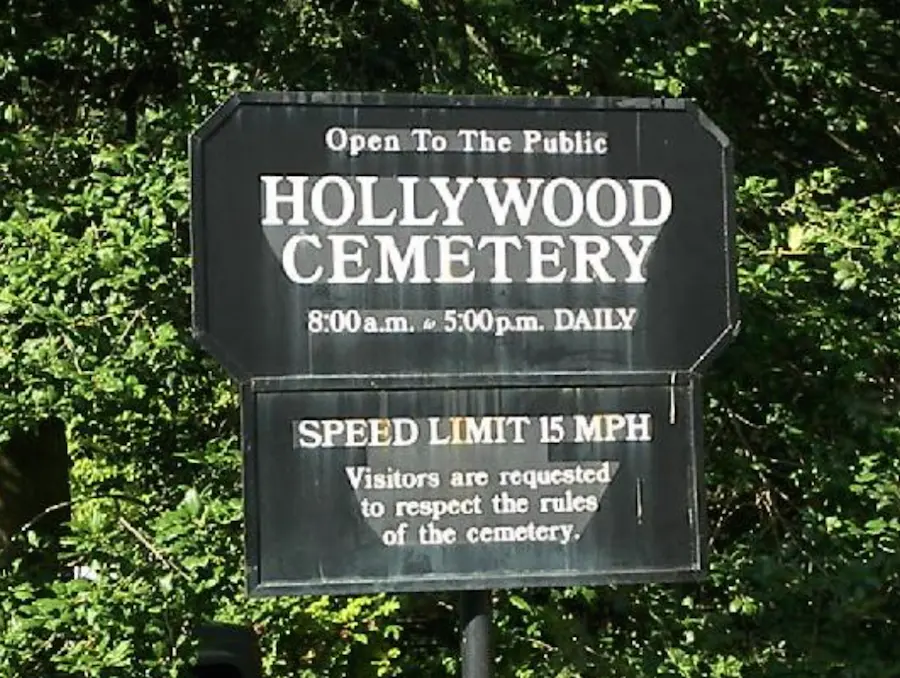 Open To The Public
HOLLYWOOD
CEMETERY
8:00 a.m. to 5:00 p.m. DAILY
SPEED LIMIT 15 MPH
Visitors are requested
to respect the rules
of the cemetery.